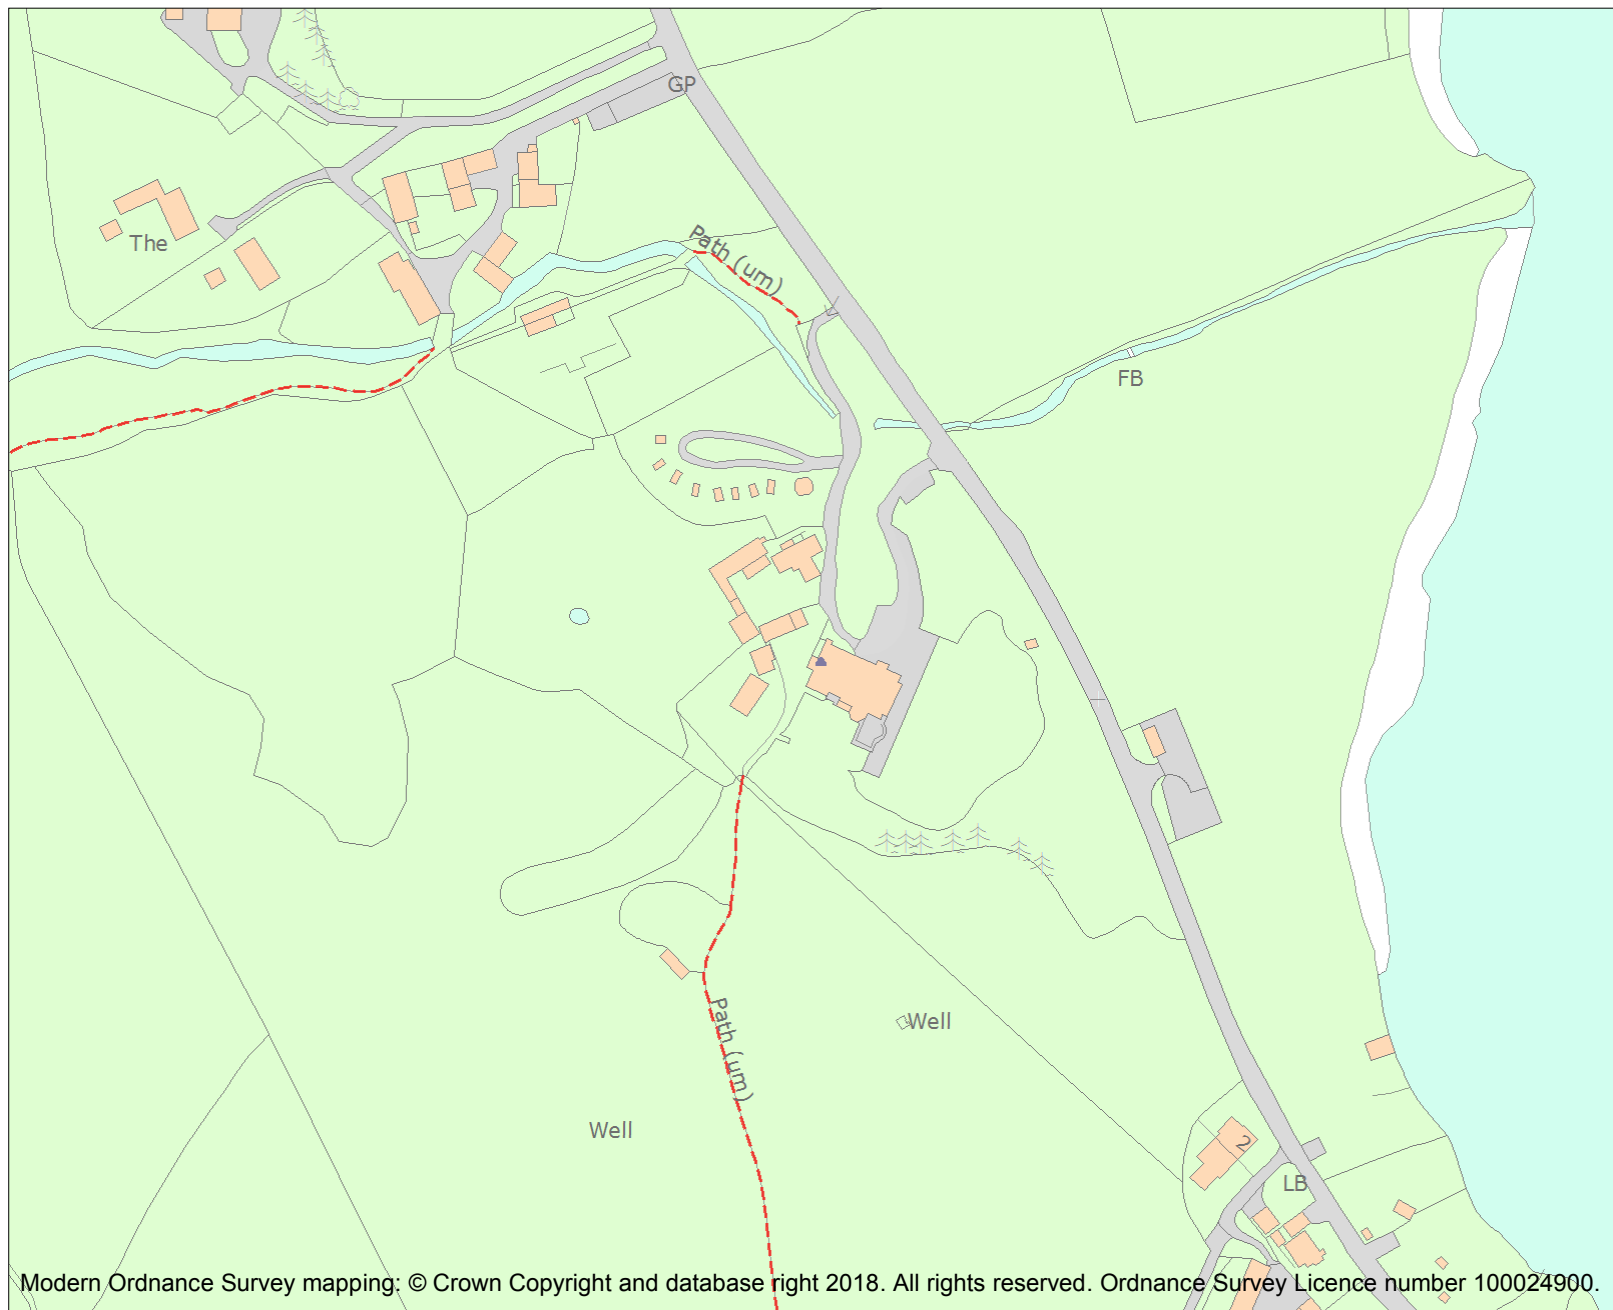 GP
The
Path (um)
FB
Path (um)
Well
Well
2
LB
Modern Ordnance Survey mapping: © Crown Copyright and database right 2018. All rights reserved. Ordnance Survey Licence number 100024900.